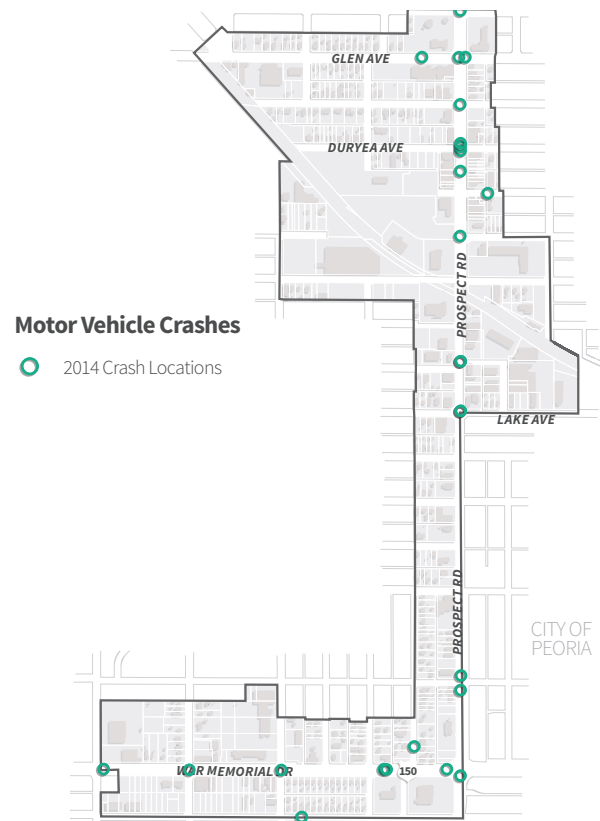 GLEN AVE
DURYEA AVE
PROSPECT RD
Motor Vehicle Crashes
2014 Crash Locations
LAKE AVE
PROSPECT RD
CITY OF
PEORIA
WAR MEMORIAL DR
150